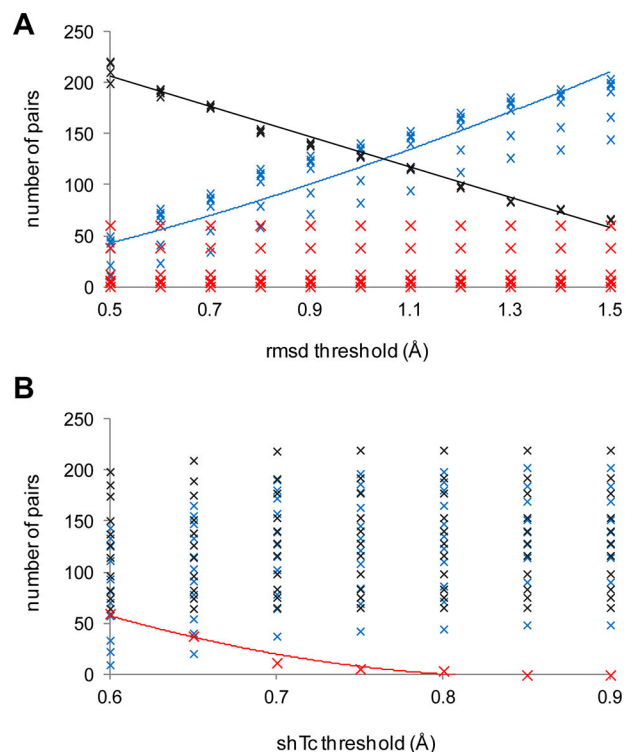 A
250
200
150
100
50
0
number of pairs
0.5 0.7 0.9 1.1 1.3 1.5
rmsd threshold (Å)
B
250
200
150
100
50
0
number of pairs
0.6 0.7 0.8 0.9
shTc threshold (Å)